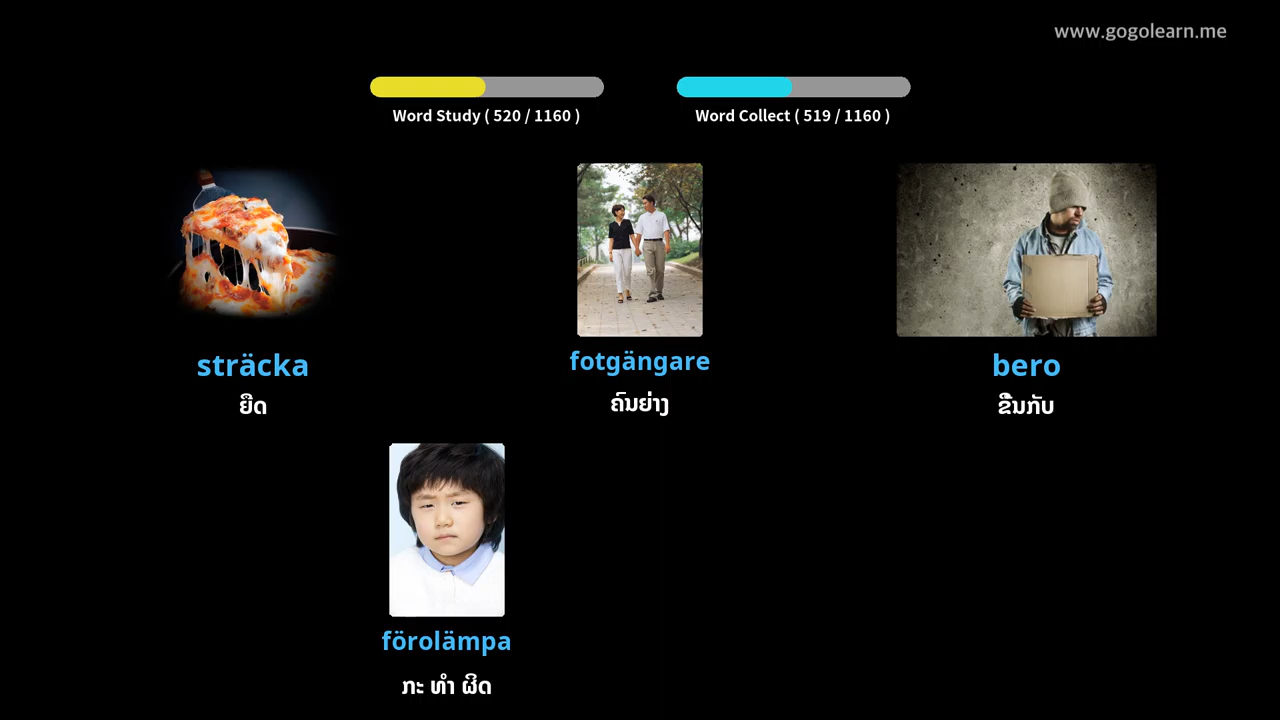 www.gogolearn.me
Word Study ( 520 / 1160 )
Word Collect ( 519 / 1160 )
sträcka
ຍືດ
fotgängare
ຄົນຍ່າງ
bero
ຂຶ້ນກັບ
förolämpa
ກະ ທຳ ຜິດ